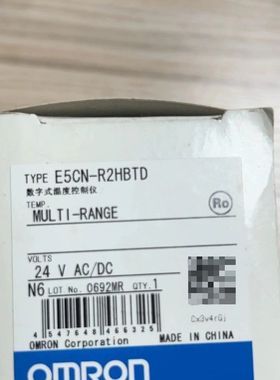 TYPE E5CN-R2HBTD
数字式温度控制仪
TEMP.
MULTI-RANGE
Ro
VOLTS
24 V AC/DC
N6 LOT No. 0692MR QTY. 1
Cx3v4rGj
4 547648 466325
OMRON Corporation
MADE IN CHINA
OMRON